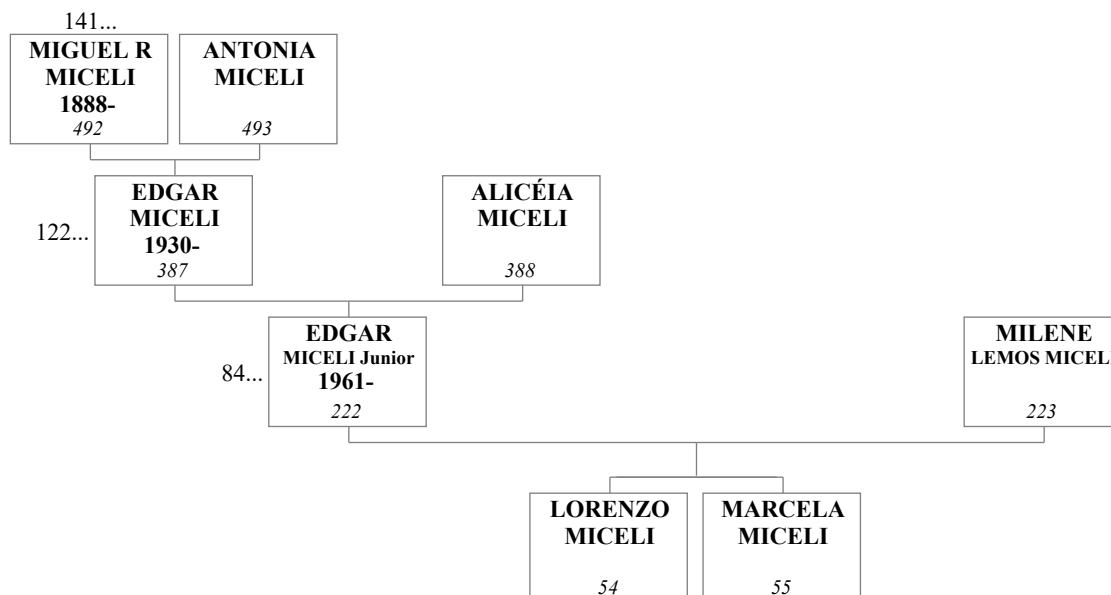 141...
MIGUEL R
MICELI
1888-
492
ANTONIA
MICELI
493
122...
EDGAR
MICELI
1930-
387
ALICÉIA
MICELI
388
84...
EDGAR
MICELI Junior
1961-
222
MILENE
LEMOS MICELI
223
LORENZO
MICELI
54
MARCELA
MICELI
55